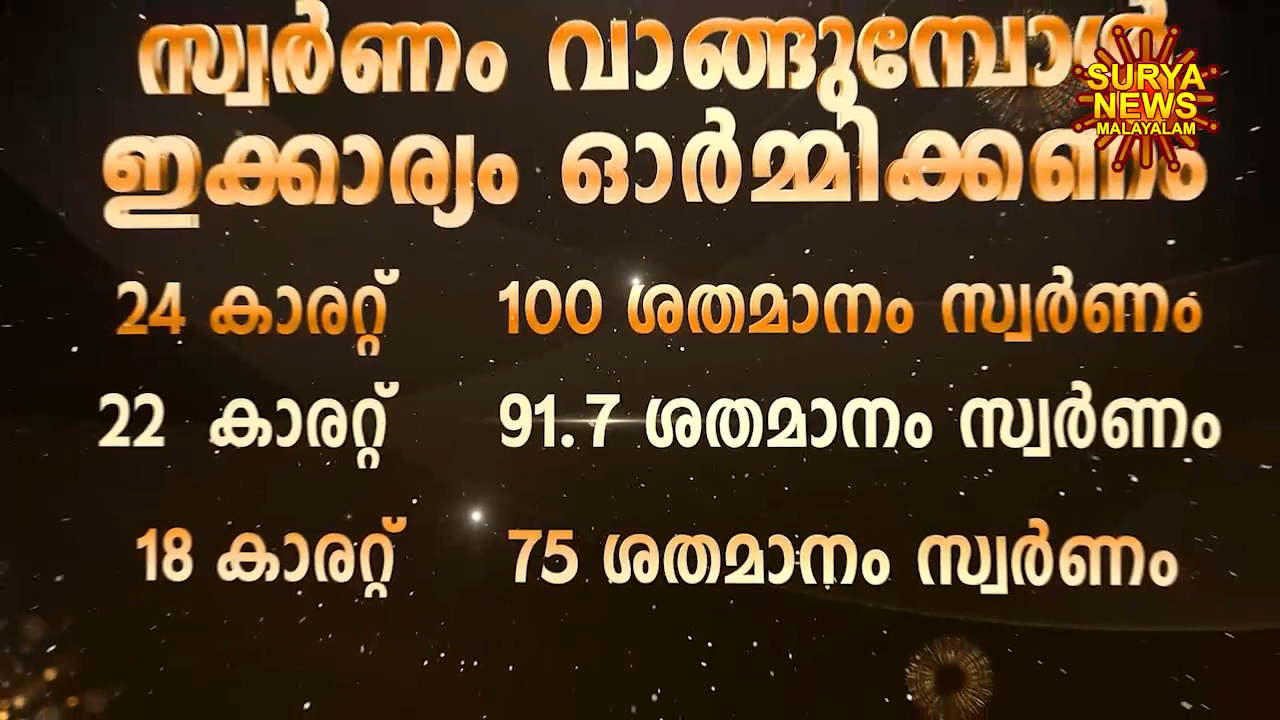 സ്വർണം വാങ്ങുമ്പോൾ
SURYA
NEWS
MALAYALAM
ഇക്കാര്യം ഓർമ്മിക്കണം
24 കാരറ്റ് 100 ശതമാനം സ്വർണം
22 കാരറ്റ് 91.7 ശതമാനം സ്വർണം
18 കാരറ്റ് 75 ശതമാനം സ്വർണം